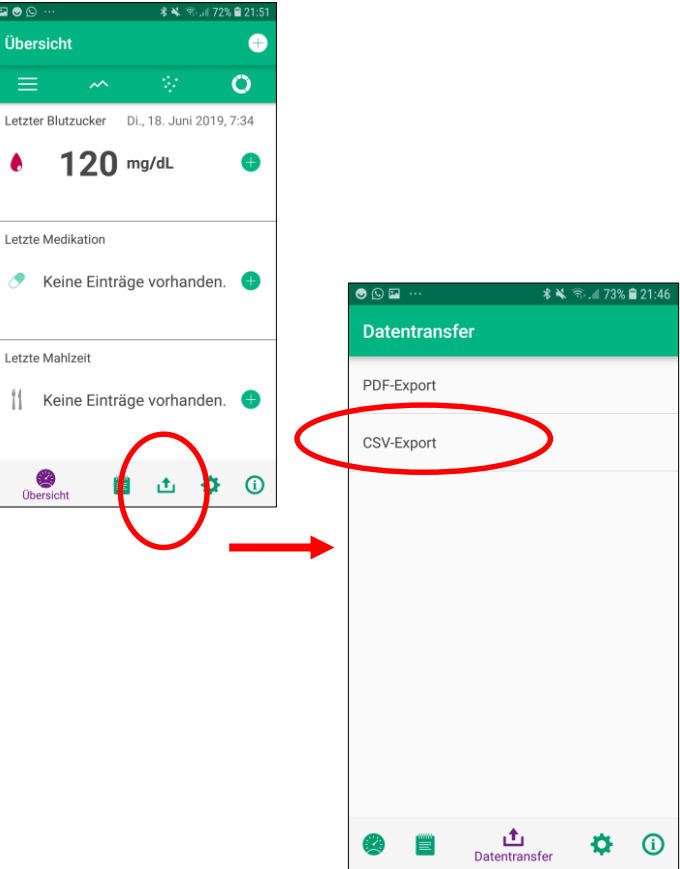 72% 21:51
Übersicht
Letzter Blutzucker Di., 18. Juni 2019, 7:34
120 mg/dL
Letzte Medikation
Keine Einträge vorhanden.
Letzte Mahlzeit
Keine Einträge vorhanden.
Übersicht
73% 21:46
Datentransfer
PDF-Export
CSV-Export
Datentransfer